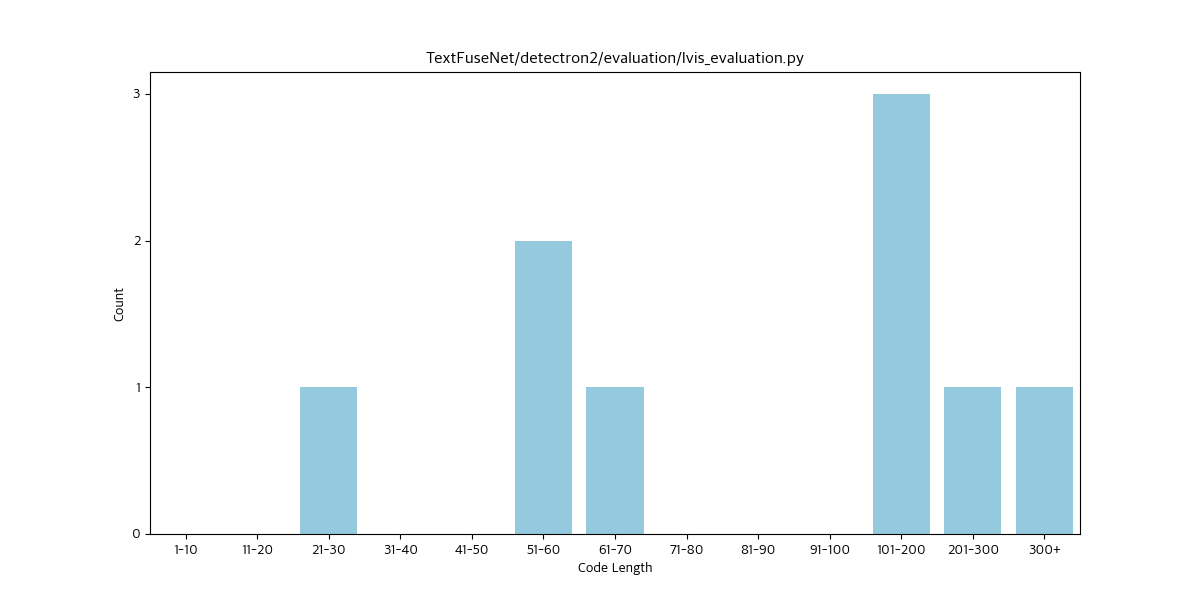 TextFuseNet/detectron2/evaluation/lvis_evaluation.py
3
2
1
0
Count
1-10 11-20 21-30 31-40 41-50 51-60 61-70 71-80 81-90 91-100 101-200 201-300 300+
Code Length